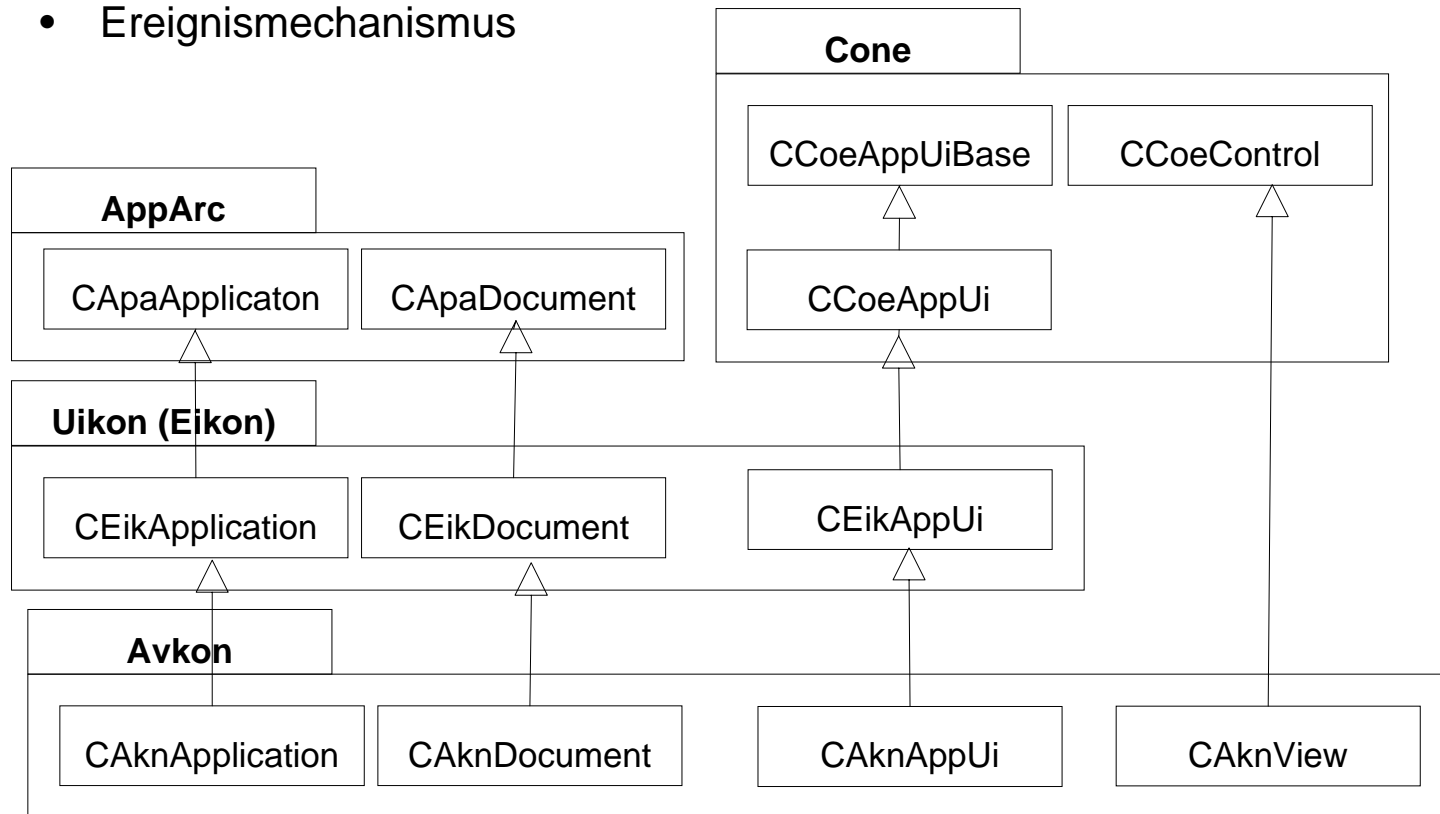 • Ereignismechanismus
Cone
CCoeAppUiBase
CCoeControl
AppArc
CApaApplicaton
CApaDocument
CCoeAppUi
Uikon (Eikon)
CEikApplication
CEikDocument
CEikAppUi
Avkon
CAknApplication
CAknDocument
CAknAppUi
CAknView